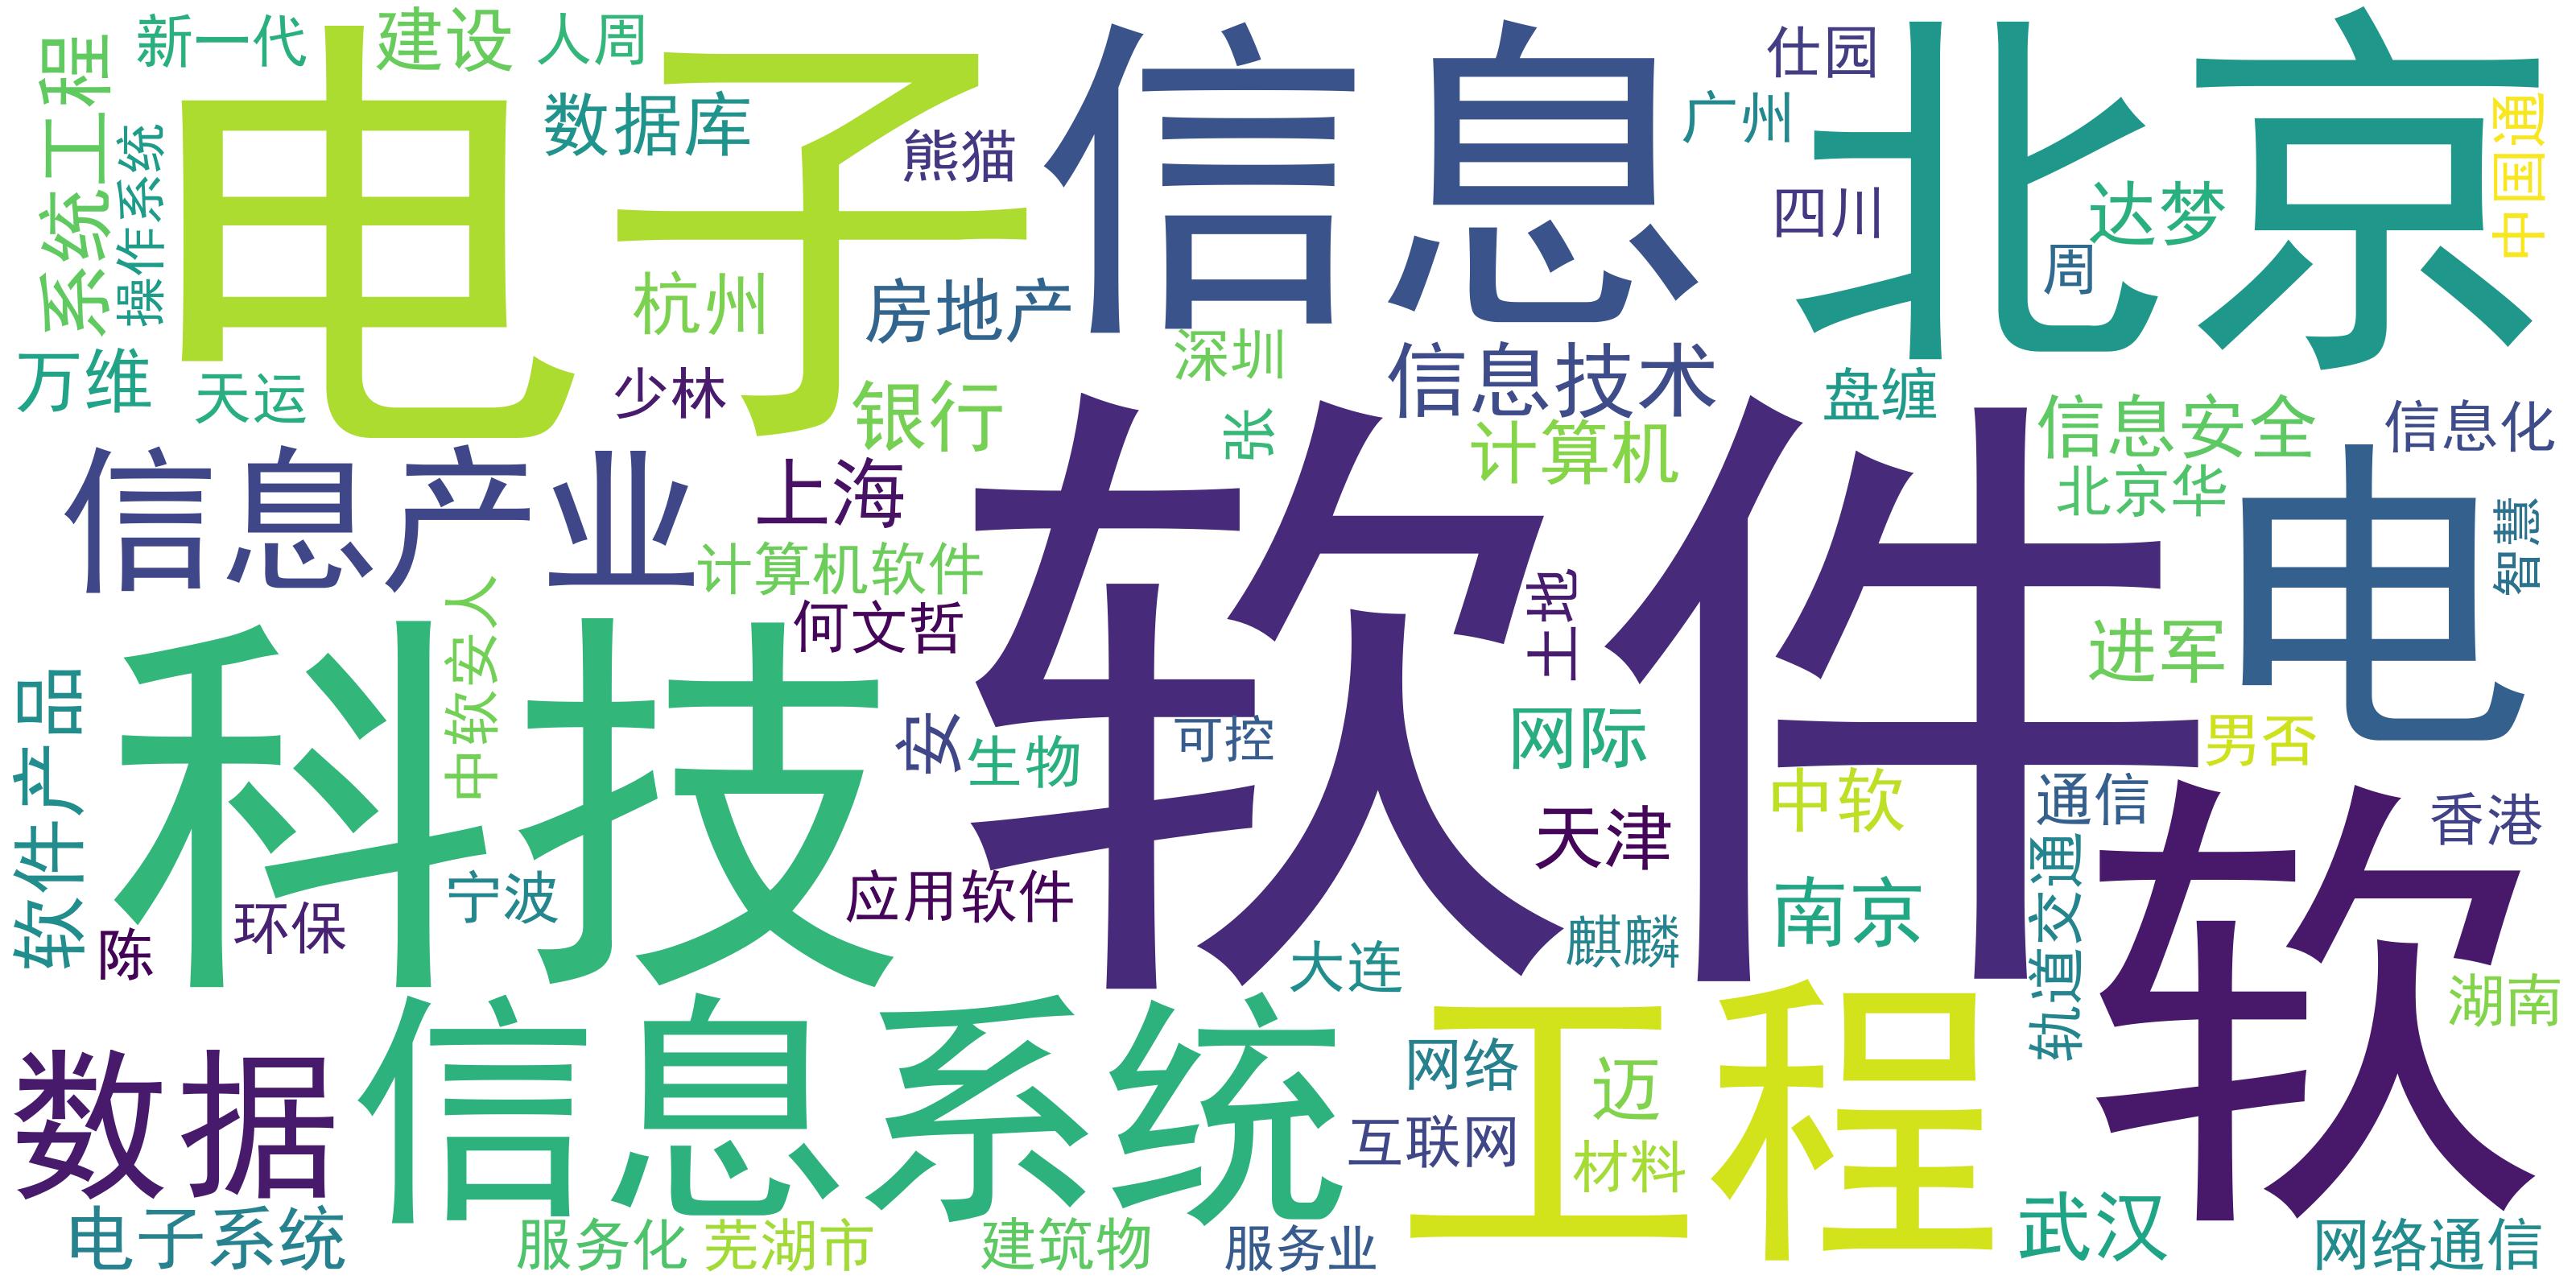 新一代
建设
人周
系统工程
操作系统
电子
数据库
熊猫
信息
仕园
广州
四川
北京
达梦
周
中国通
杭州
房地产
万维
天运
少林
银行
深圳
张
信息技术
计算机
盘缠
信息安全
北京华
信息化
信息产业
上海
计算机软件
何文哲
软件
土地
电
智慧
进军
科技
中软安人
软件产品
安
生物
可控
网际
中软
男否
通信
香港
天津
应用软件
宁波
环保
陈
大连
麒麟
南京
轨道交通
软
湖南
数据
信息系统
网络
互联网
迈
材料
工程
电子系统
服务化
芜湖市
建筑物
服务业
武汉
网络通信